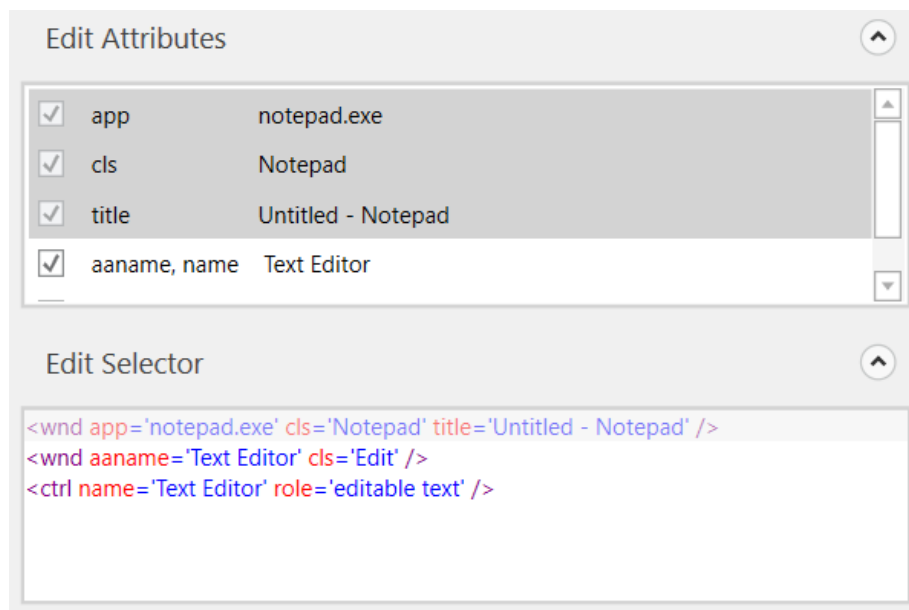 Edit Attributes
app notepad.exe
cls Notepad
title Untitled - Notepad
aaname, name Text Editor
Edit Selector
<wnd app='notepad.exe' cls='Notepad' title='Untitled - Notepad' />
<wnd aaname='Text Editor' cls='Edit' />
<ctrl name='Text Editor' role='editable text' />